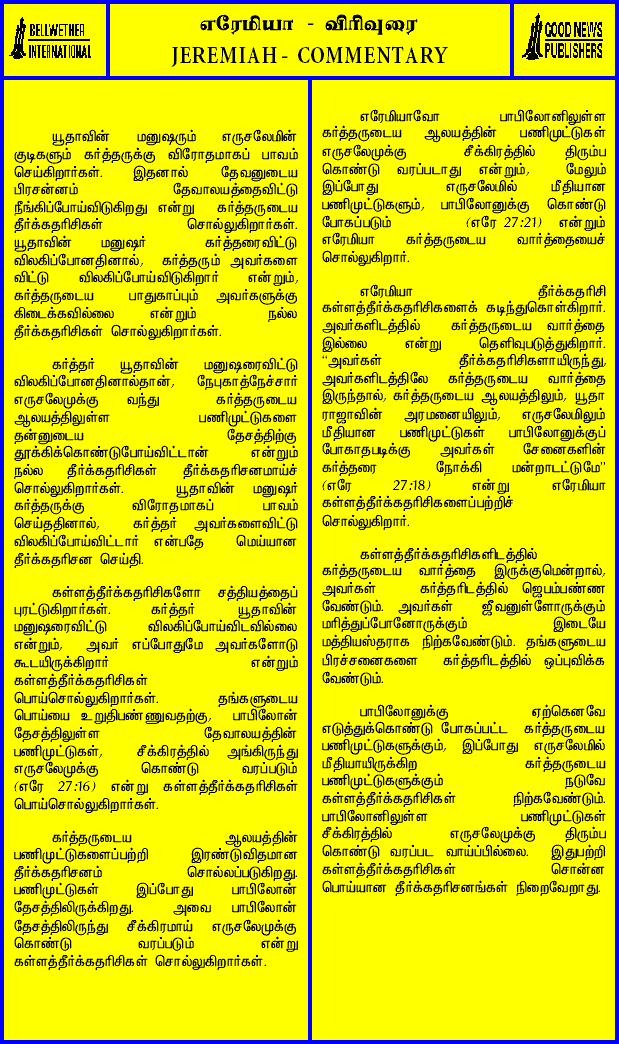 BELLWETHER
INTERNATIONAL
எரேமியா - விரிவுரை
JEREMIAH - COMMENTARY
GOOD NEWS
PUBLISHERS
யூதாவின் மனுஷரும் எருசலேமின்
குடிகளும் கர்த்தருக்கு விரோதமாகப் பாவம்
செய்கிறார்கள். இதனால் தேவனுடைய
பிரசன்னம் தேவாலயத்தைவிட்டு
நீங்கிப்போய்விடுகிறது என்று கர்த்தருடைய
தீர்க்கதரிசிகள் சொல்லுகிறார்கள்.
யூதாவின் மனுஷர் கர்த்தரைவிட்டு
விலகிப்போனதினால், கர்த்தரும் அவர்களை
விட்டு விலகிப்போய்விடுகிறார் என்றும்,
கர்த்தருடைய பாதுகாப்பும் அவர்களுக்கு
கிடைக்கவில்லை என்றும் நல்ல
தீர்க்கதரிசிகள் சொல்லுகிறார்கள்.
கர்த்தர் யூதாவின் மனுஷரைவிட்டு
விலகிப்போனதினால்தான், நேபுகாத்நேச்சார்
எருசலேமுக்கு வந்து கர்த்தருடைய
ஆலயத்திலுள்ள பணிமுட்டுகளை
தன்னுடைய தேசத்திற்கு
தூக்கிக்கொண்டுபோய்விட்டான் என்றும்
நல்ல தீர்க்கதரிசிகள் தீர்க்கதரிசனமாய்ச்
சொல்லுகிறார்கள். யூதாவின் மனுஷர்
கர்த்தருக்கு விரோதமாகப் பாவம்
செய்ததினால், கர்த்தர் அவர்களைவிட்டு
விலகிப்போய்விட்டார் என்பதே மெய்யான
தீர்க்கதரிசன செய்தி.
கள்ளத்தீர்க்கதரிசிகளோ சத்தியத்தைப்
புரட்டுகிறார்கள். கர்த்தர் யூதாவின்
மனுஷரைவிட்டு விலகிப்போய்விடவில்லை
என்றும், அவர் எப்போதுமே அவர்களோடு
கூடயிருக்கிறார் என்றும்
கள்ளத்தீர்க்கதரிசிகள்
பொய்சொல்லுகிறார்கள். தங்களுடைய
பொய்யை உறுதிபண்ணுவதற்கு, பாபிலோன்
தேசத்திலுள்ள தேவாலயத்தின்
பணிமுட்டுகள், சீக்கிரத்தில் அங்கிருந்து
எருசலேமுக்கு கொண்டு வரப்படும்
(எரே 27:16) என்று கள்ளத்தீர்க்கதரிசிகள்
பொய்சொல்லுகிறார்கள்.
கர்த்தருடைய ஆலயத்தின்
பணிமுட்டுகளைப்பற்றி இரண்டுவிதமான
தீர்க்கதரிசனம் சொல்லப்படுகிறது.
பணிமுட்டுகள் இப்போது பாபிலோன்
தேசத்திலிருக்கிறது. அவை பாபிலோன்
தேசத்திலிருந்து சீக்கிரமாய் எருசலேமுக்கு
கொண்டு வரப்படும் என்று
கள்ளத்தீர்க்கதரிசிகள் சொல்லுகிறார்கள்.
எரேமியாவோ பாபிலோனிலுள்ள
கர்த்தருடைய ஆலயத்தின் பணிமுட்டுகள்
எருசலேமுக்கு சீக்கிரத்தில் திரும்ப
கொண்டு வரப்படாது என்றும், மேலும்
இப்போது எருசலேமில் மீதியான
பணிமுட்டுகளும், பாபிலோனுக்கு கொண்டு
போகப்படும் (எரே 27:21) என்றும்
எரேமியா கர்த்தருடைய வார்த்தையைச்
சொல்லுகிறார்.
எரேமியா தீர்க்கதரிசி
கள்ளத்தீர்க்கதரிசிகளைக் கடிந்துகொள்கிறார்.
அவர்களிடத்தில் கர்த்தருடைய வார்த்தை
இல்லை என்று தெளிவுபடுத்துகிறார்.
"அவர்கள் தீர்க்கதரிசிகளாயிருந்து,
அவர்களிடத்திலே கர்த்தருடைய வார்த்தை
இருந்தால், கர்த்தருடைய ஆலயத்திலும், யூதா
ராஜாவின் அரமனையிலும், எருசலேமிலும்
மீதியான பணிமுட்டுகள் பாபிலோனுக்குப்
போகாதபடிக்கு அவர்கள் சேனைகளின்
கர்த்தரை நோக்கி மன்றாடட்டுமே"
(எரே 27:18) என்று எரேமியா
கள்ளத்தீர்க்கதரிசிகளைப்பற்றிச்
சொல்லுகிறார்.
கள்ளத்தீர்க்கதரிசிகளிடத்தில்
கர்த்தருடைய வார்த்தை இருக்குமென்றால்,
அவர்கள் கர்த்தரிடத்தில் ஜெபம்பண்ண
வேண்டும். அவர்கள் ஜீவனுள்ளோருக்கும்
மரித்துப்போனோருக்கும் இடையே
மத்தியஸ்தராக நிற்கவேண்டும். தங்களுடைய
பிரச்சனைகளை கர்த்தரிடத்தில் ஒப்புவிக்க
வேண்டும்.
பாபிலோனுக்கு ஏற்கெனவே
எடுத்துக்கொண்டு போகப்பட்ட கர்த்தருடைய
பணிமுட்டுகளுக்கும், இப்போது எருசலேமில்
மீதியாயிருக்கிற கர்த்தருடைய
பணிமுட்டுகளுக்கும் நடுவே
கள்ளத்தீர்க்கதரிசிகள் நிற்கவேண்டும்.
பாபிலோனிலுள்ள பணிமுட்டுகள்
சீக்கிரத்தில் எருசலேமுக்கு திரும்ப
கொண்டு வரப்பட வாய்ப்பில்லை. இதுபற்றி
கள்ளத்தீர்க்கதரிசிகள் சொன்ன
பொய்யான தீர்க்கதரிசனங்கள் நிறைவேறாது.